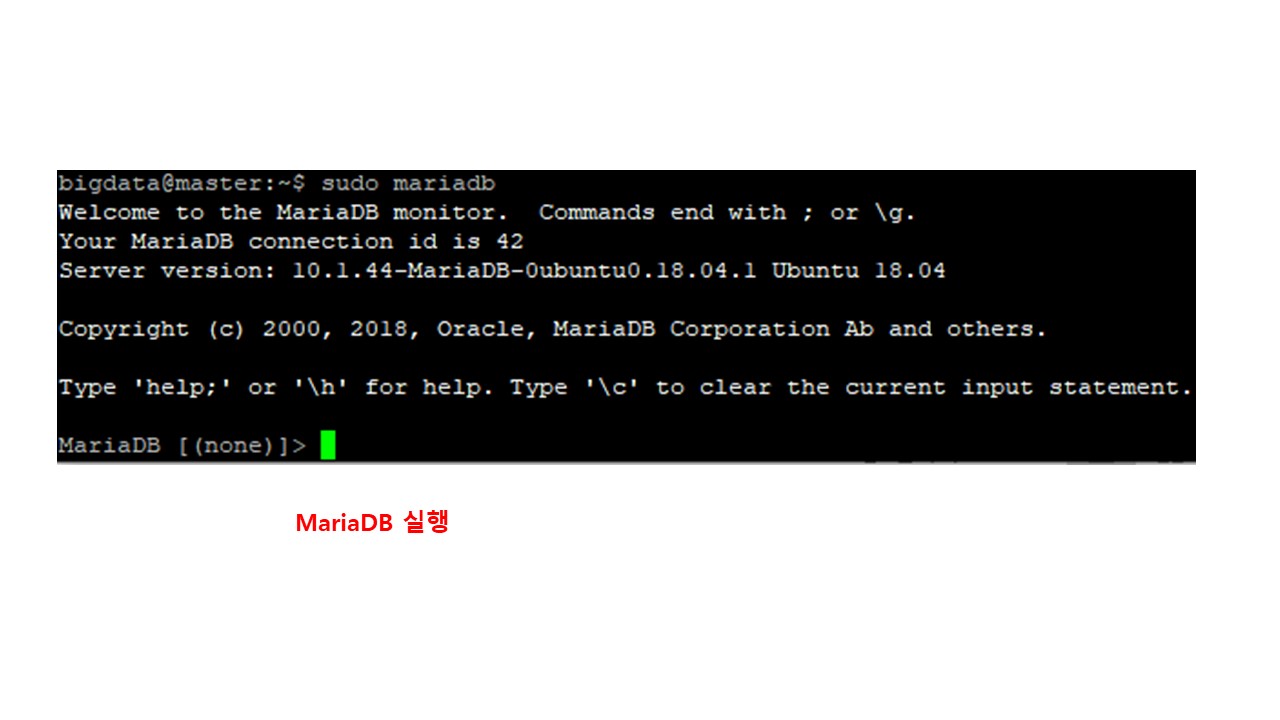 bigdata@master:~$ sudo mariadb
Welcome to the MariaDB monitor.  Commands end with ; or \g.
Your MariaDB connection id is 42
Server version: 10.1.44-MariaDB-0ubuntu0.18.04.1 Ubuntu 18.04
Copyright (c) 2000, 2018, Oracle, MariaDB Corporation Ab and others.
Type 'help;' or '\h' for help. Type '\c' to clear the current input statement.
MariaDB [(none)]>
MariaDB 실행